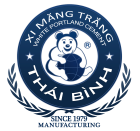 XI MĂNG TRẮNG
WHITE PORTLAND CEMENT
THÁI BÌNH
SINCE 1979
MANUFACTURING